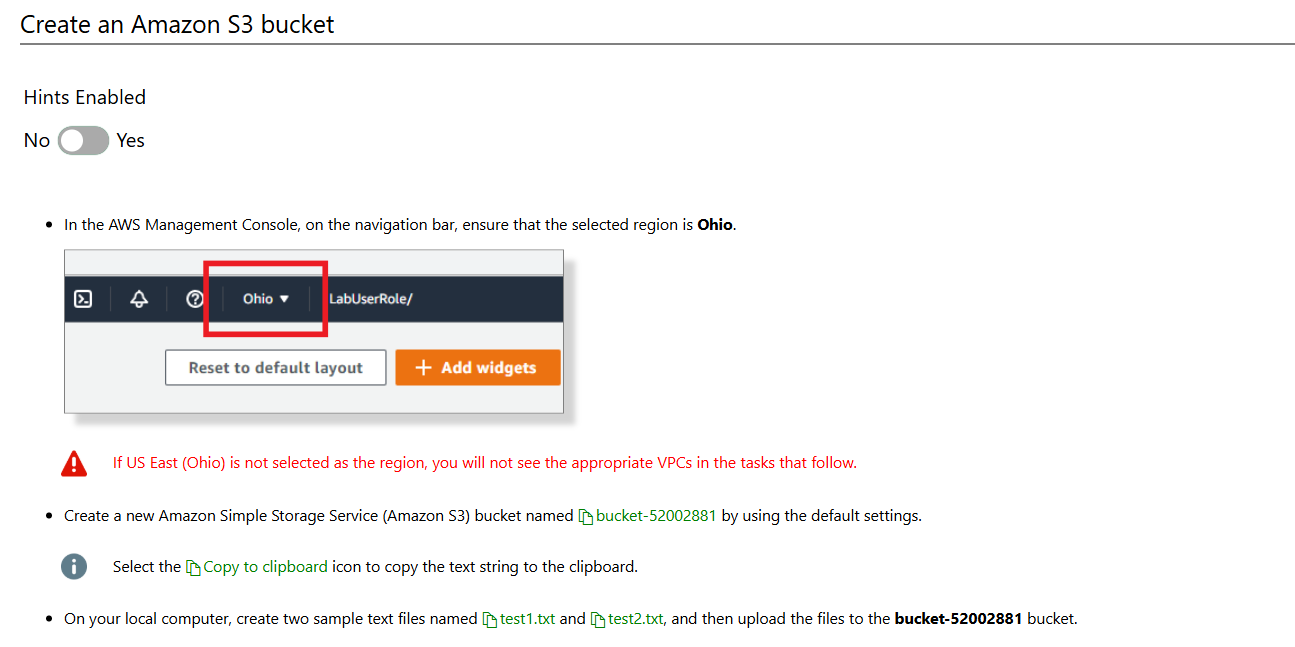 Create an Amazon S3 bucket
Hints Enabled
No Yes
In the AWS Management Console, on the navigation bar, ensure that the selected region is Ohio.
Ohio ▼ LabUserRole/
Reset to default layout + Add widgets
If US East (Ohio) is not selected as the region, you will not see the appropriate VPCs in the tasks that follow.
Create a new Amazon Simple Storage Service (Amazon S3) bucket named bucket-52002881 by using the default settings.
Select the Copy to clipboard icon to copy the text string to the clipboard.
On your local computer, create two sample text files named test1.txt and test2.txt, and then upload the files to the bucket-52002881 bucket.